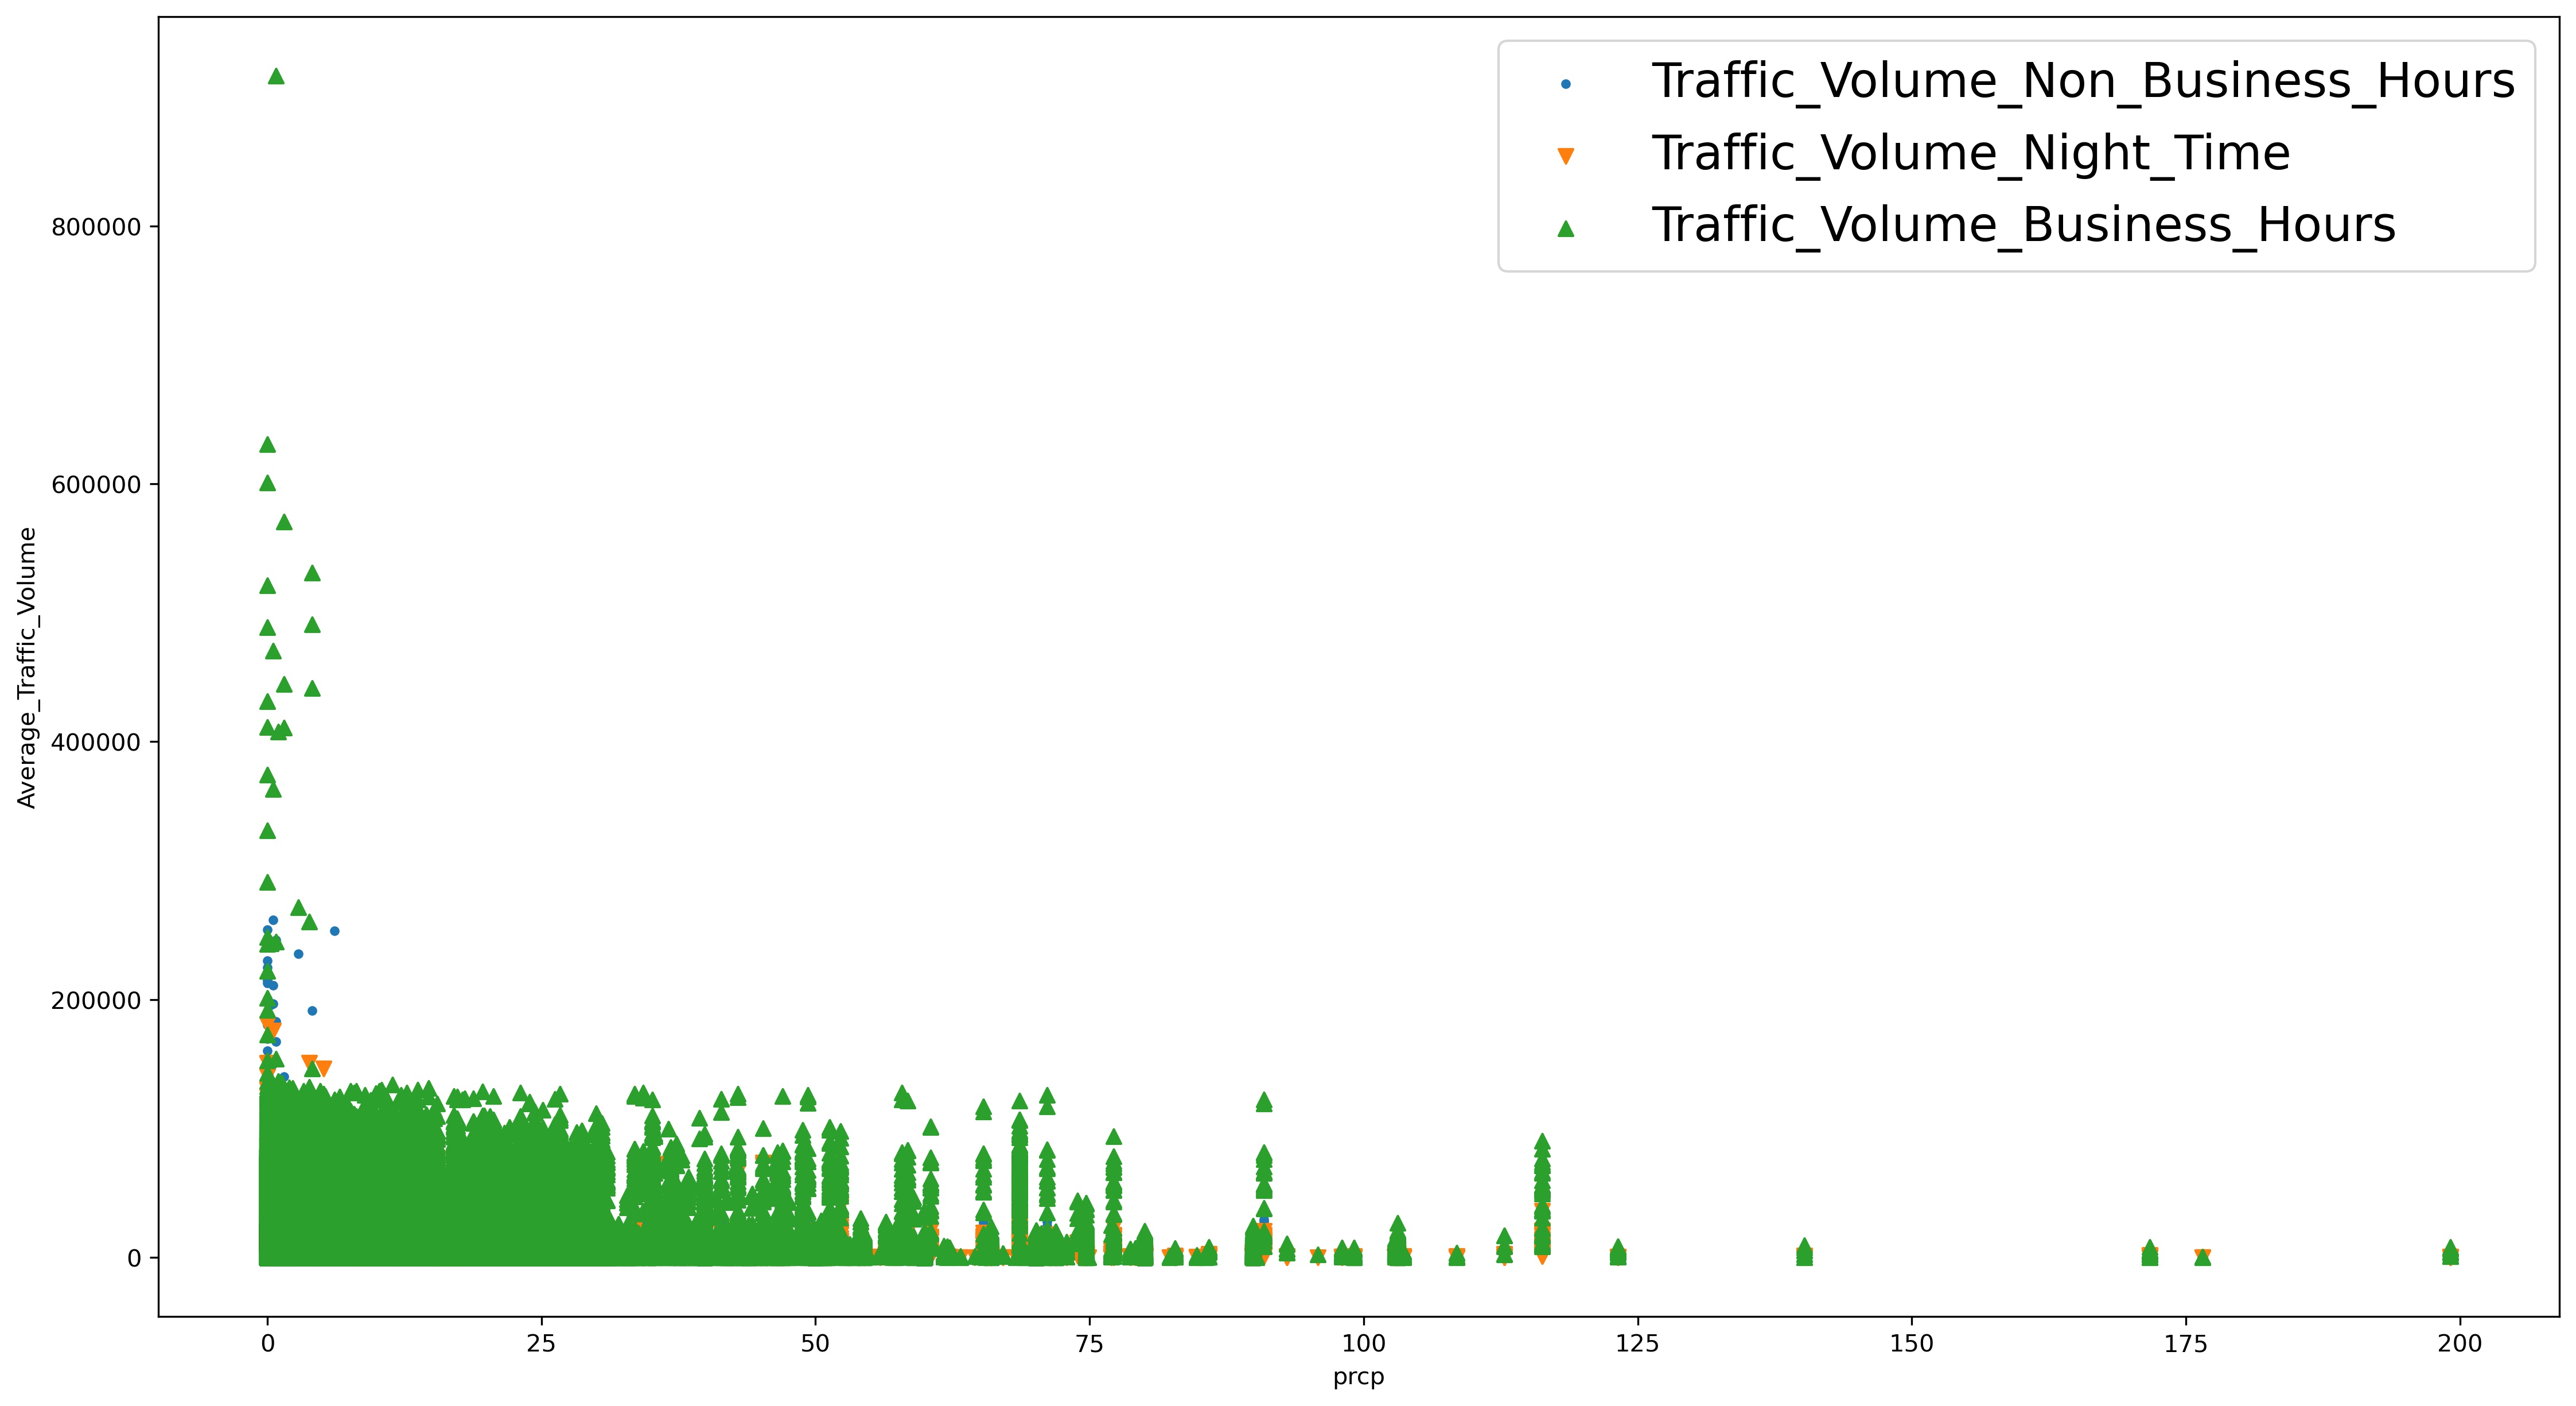 Traffic_Volume_Non_Business_Hours
Traffic_Volume_Night_Time
Traffic_Volume_Business_Hours
Average_Traffic_Volume
800000
600000
400000
200000
0
0 25 50 75 100 125 150 175 200
prcp